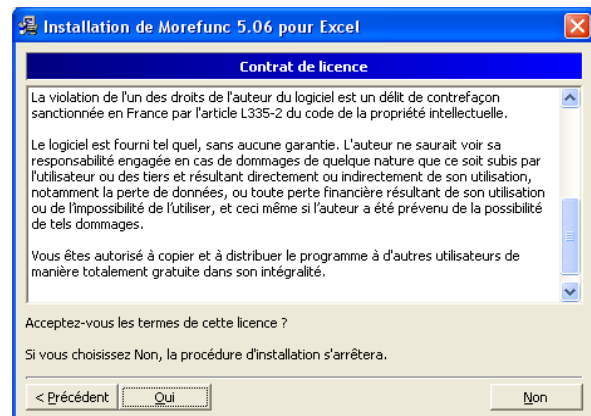 Installation de Morefunc 5.06 pour Excel
Contrat de licence
La violation de l'un des droits de l'auteur du logiciel est un délit de contrefaçon
sanctionnée en France par l'article L335-2 du code de la propriété intellectuelle.
Le logiciel est fourni tel quel, sans aucune garantie. L'auteur ne saurait voir sa
responsabilité engagée en cas de dommages de quelque nature que ce soit subis par
l'utilisateur ou des tiers et résultant directement ou indirectement de son utilisation,
notamment la perte de données, ou toute perte financière résultant de son utilisation
ou de l'impossibilité de l'utiliser, et ceci même si l'auteur a été prévenu de la possibilité
de tels dommages.
Vous êtes autorisé à copier et à distribuer le programme à d'autres utilisateurs de
manière totalement gratuite dans son intégralité.
Acceptez-vous les termes de cette licence ?
Si vous choisissez Non, la procédure d'installation s'arrêtera.
< Précédent Oui Non